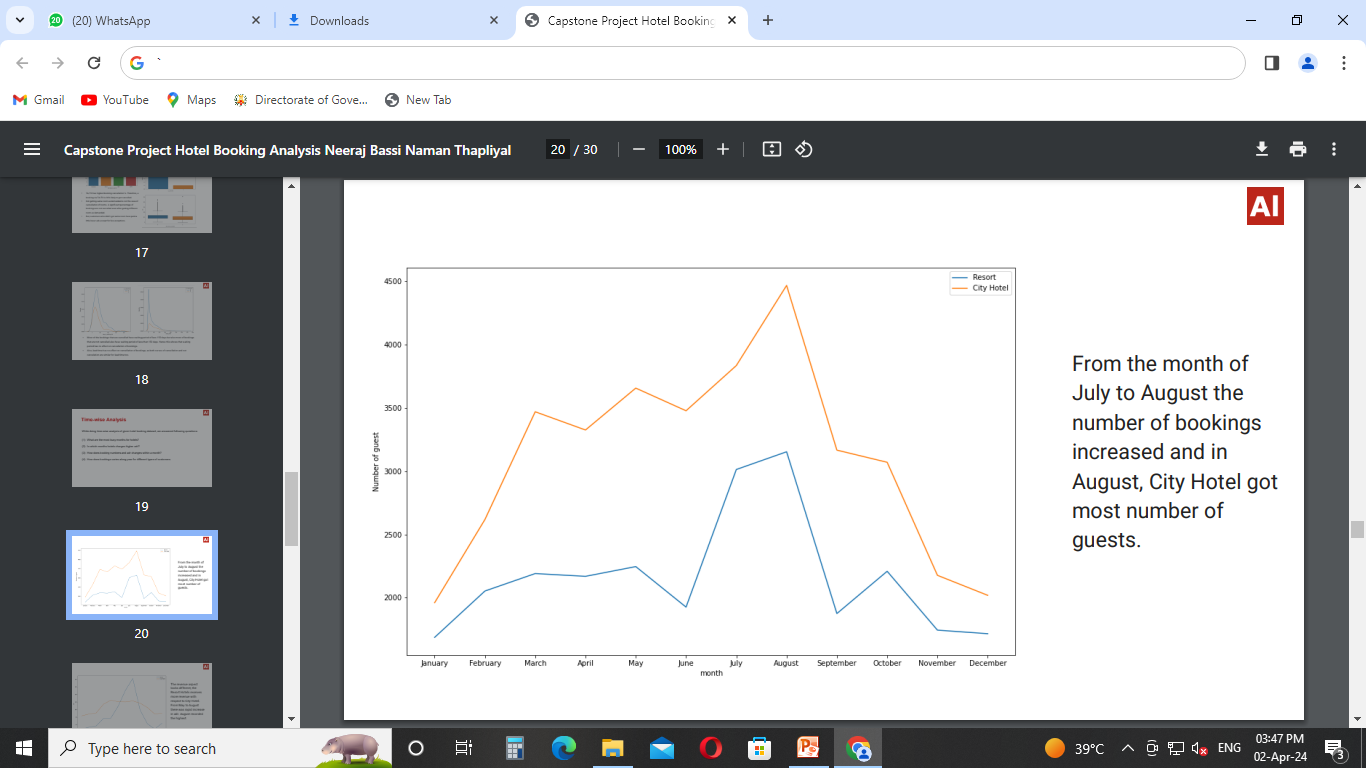 (20) WhatsApp
Downloads
Capstone Project Hotel Booking
`
Gmail
YouTube
Maps
Directorate of Gove...
New Tab
Capstone Project Hotel Booking Analysis Neeraj Bassi Naman Thapliyal
20 / 30
100%
17
18
Time-wise Analysis
19
20
AI
Resort
City Hotel
4500
4000
3500
3000
2500
2000
Number of guest
January February March April May June July August September October November December
month
From the month of
July to August the
number of bookings
increased and in
August, City Hotel got
most number of
guests.
Type here to search
39°C
ENG
03:47 PM
02-Apr-24
3